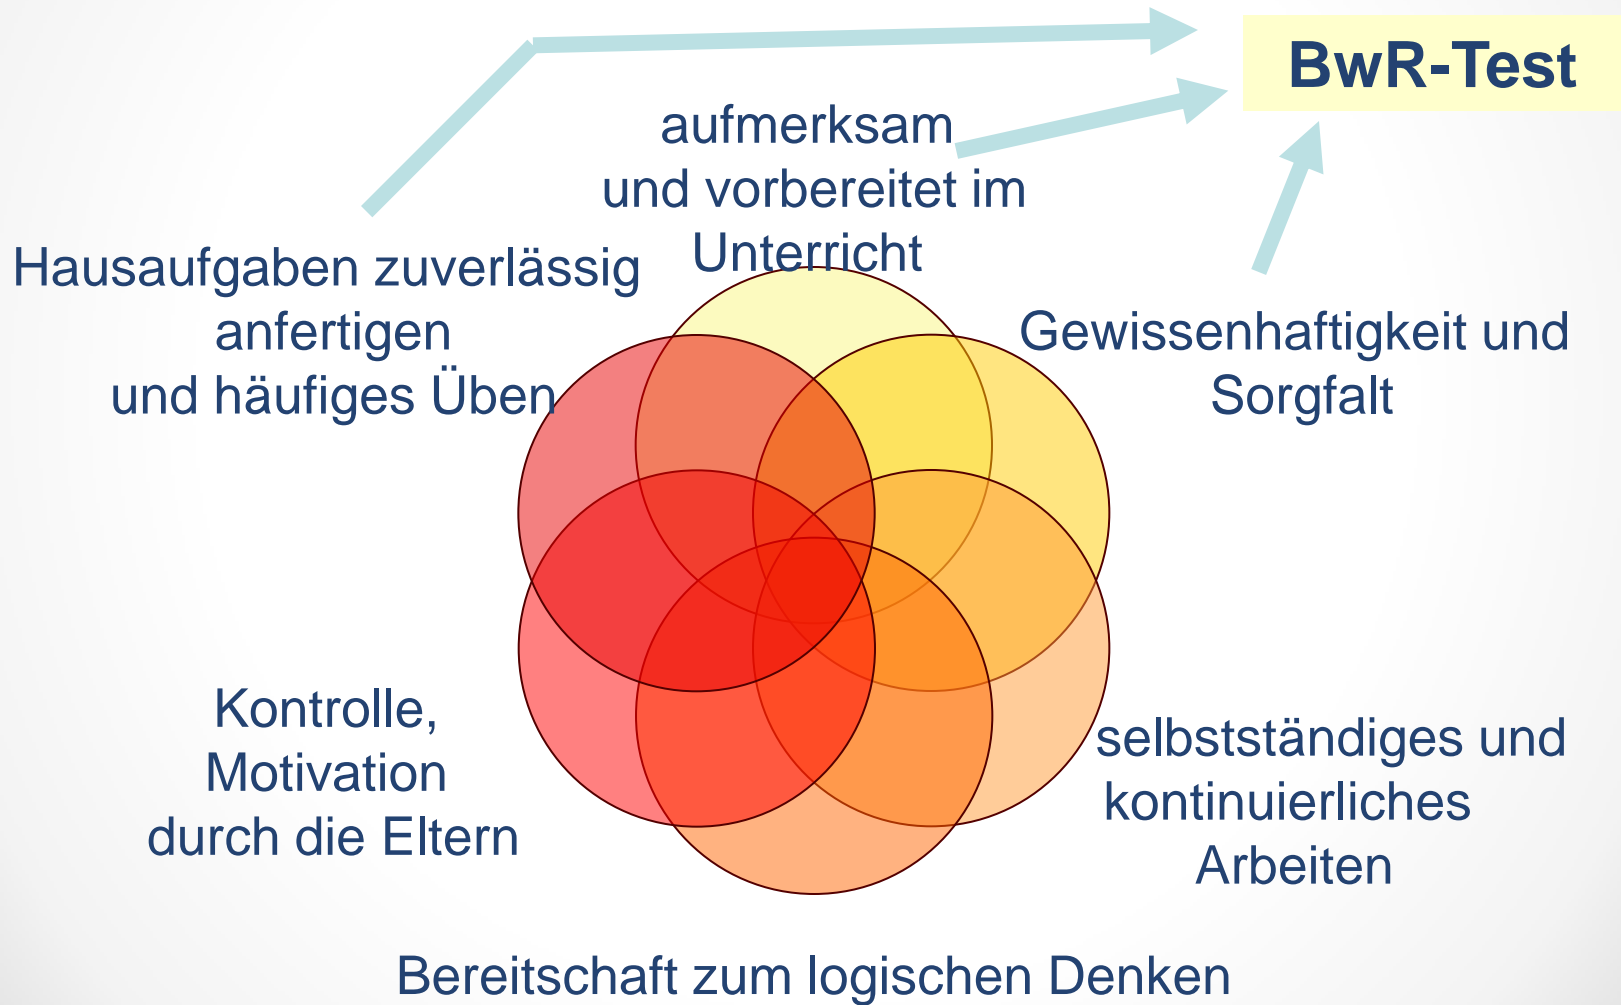 BwR-Test
aufmerksam
und vorbereitet im
Unterricht
Hausaufgaben zuverlässig
anfertigen
und häufiges Üben
Gewissenhaftigkeit und
Sorgfalt
Kontrolle,
Motivation
durch die Eltern
selbstständiges und
kontinuierliches
Arbeiten
Bereitschaft zum logischen Denken